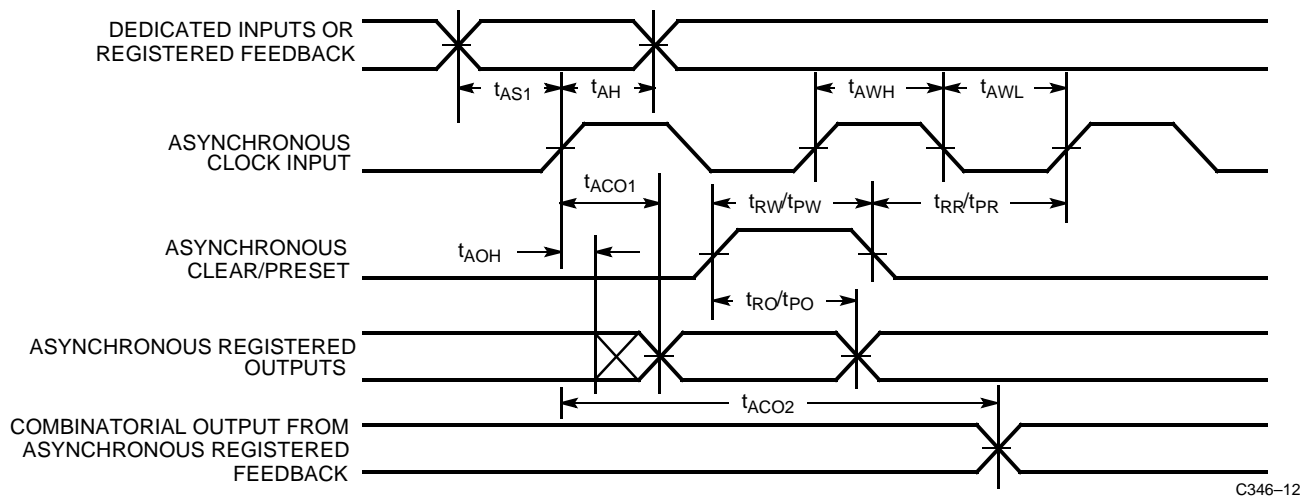 DEDICATED INPUTS OR
REGISTERED FEEDBACK
tAS1
tAH
tAWH
tAWL
ASYNCHRONOUS
CLOCK INPUT
tACO1
tRW/tPW
tRR/tPR
ASYNCHRONOUS
CLEAR/PRESET
tAOH
tRO/tPO
ASYNCHRONOUS REGISTERED
OUTPUTS
tACO2
COMBINATORIAL OUTPUT FROM
ASYNCHRONOUS REGISTERED
FEEDBACK
C346–12